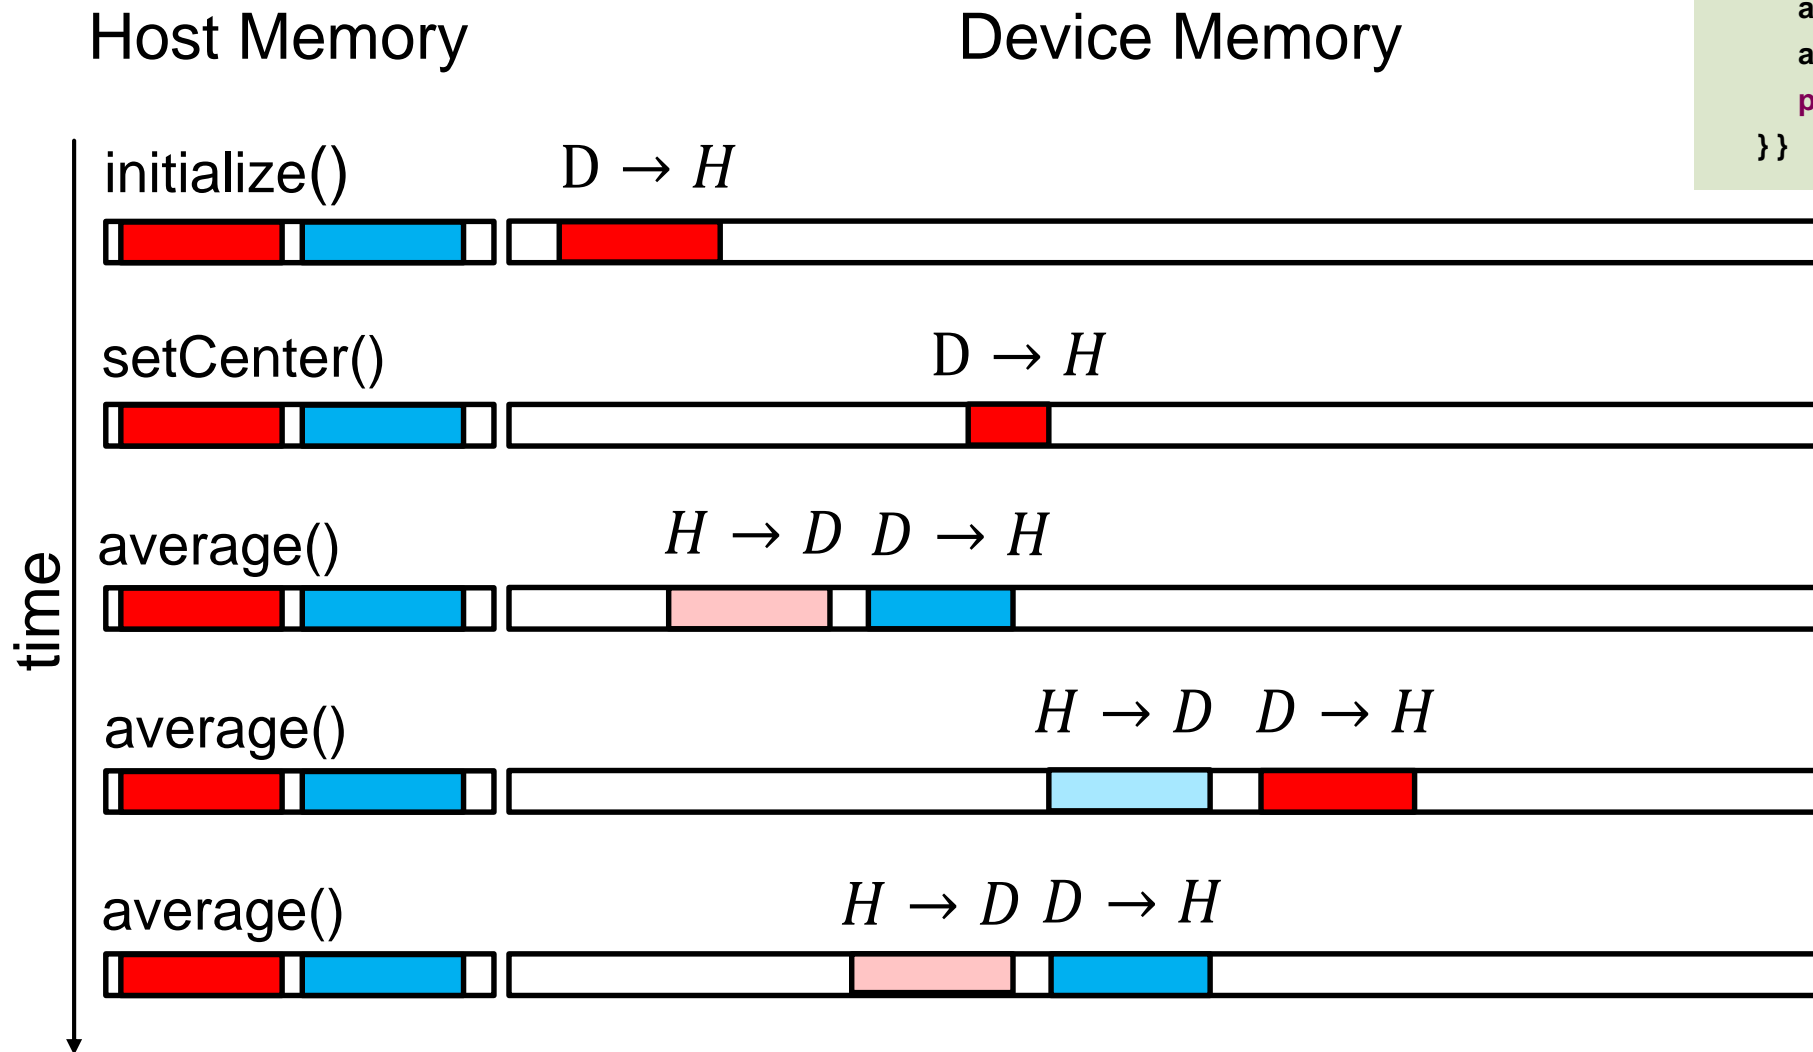 Host Memory
Device Memory
a
a
p
} }
initialize()
D → H
setCenter()
D → H
average()
H → D D → H
time
average()
H → D D → H
average()
H → D D → H